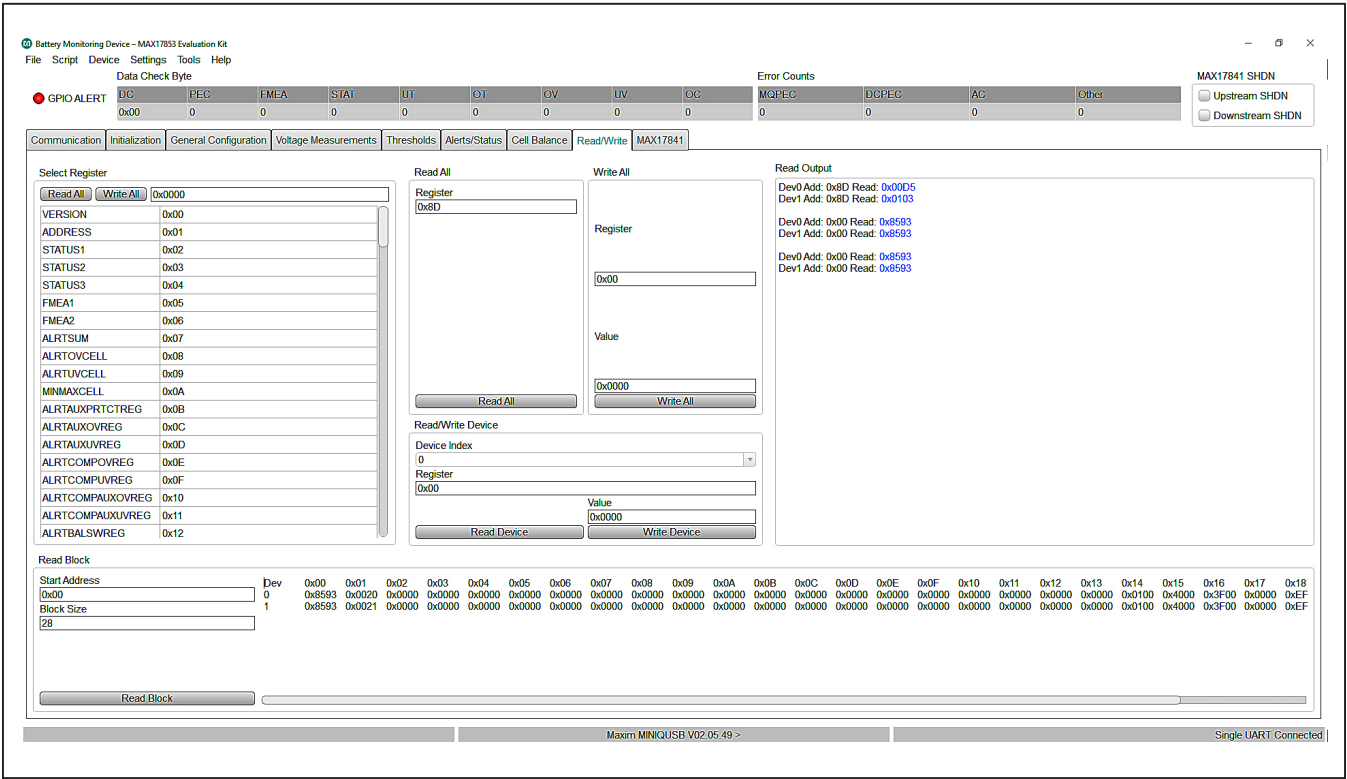 Battery Monitoring Device – MAX17853 Evaluation Kit
File Script Device Settings Tools Help
Data Check Byte
Error Counts
MAX17841 SHDN
GPIO ALERT
DC PEC FMEA STAT UT OT OV UV OC
0x00 0 0 0 0 0 0 0 0
MQPEC DCPEC AC Other
0 0 0 0
Upstream SHDN
Downstream SHDN
Communication Initialization General Configuration Voltage Measurements Thresholds Alerts/Status Cell Balance Read/Write MAX17841
Select Register
Read All Write All 0x0000
VERSION 0x00
ADDRESS 0x01
STATUS1 0x02
STATUS2 0x03
STATUS3 0x04
FMEA1 0x05
FMEA2 0x06
ALRTSUM 0x07
ALRTOVCELL 0x08
ALRTUVCELL 0x09
MINMAXCELL 0x0A
ALRTAUXPRTCTREG 0x0B
ALRTAUXOVREG 0x0C
ALRTAUXUVREG 0x0D
ALRTCOMPOVREG 0x0E
ALRTCOMPUVREG 0x0F
ALRTCOMPAUXOVREG 0x10
ALRTCOMPAUXUVREG 0x11
ALRTBALSWREG 0x12
Read All
Register
0x8D
Read All
Write All
Register
0x00
Value
0x0000
Write All
Read/Write Device
Device Index
0
Register
0x00
Value
0x0000
Read Device Write Device
Read Output
Dev0 Add: 0x8D Read: 0x00D5
Dev1 Add: 0x8D Read: 0x0103
Dev0 Add: 0x00 Read: 0x8593
Dev1 Add: 0x00 Read: 0x8593
Dev0 Add: 0x00 Read: 0x8593
Dev1 Add: 0x00 Read: 0x8593
Read Block
Start Address
0x00
Block Size
28
Read Block
Dev 0x00 0x01 0x02 0x03 0x04 0x05 0x06 0x07 0x08 0x09 0x0A 0x0B 0x0C 0x0D 0x0E 0x0F 0x10 0x11 0x12 0x13 0x14 0x15 0x16 0x17 0x18
0 0x8593 0x0020 0x0000 0x0000 0x0000 0x0000 0x0000 0x0000 0x0000 0x0000 0x0000 0x0000 0x0000 0x0000 0x0000 0x0000 0x0000 0x0000 0x0000 0x0000 0x0100 0x4000 0x3F00 0x0000 0xEF
1 0x8593 0x0021 0x0000 0x0000 0x0000 0x0000 0x0000 0x0000 0x0000 0x0000 0x0000 0x0000 0x0000 0x0000 0x0000 0x0000 0x0000 0x0000 0x0000 0x0000 0x0100 0x4000 0x3F00 0x0000 0xEF
Maxim MINIQUSB V02.05.49 >
Single UART Connected